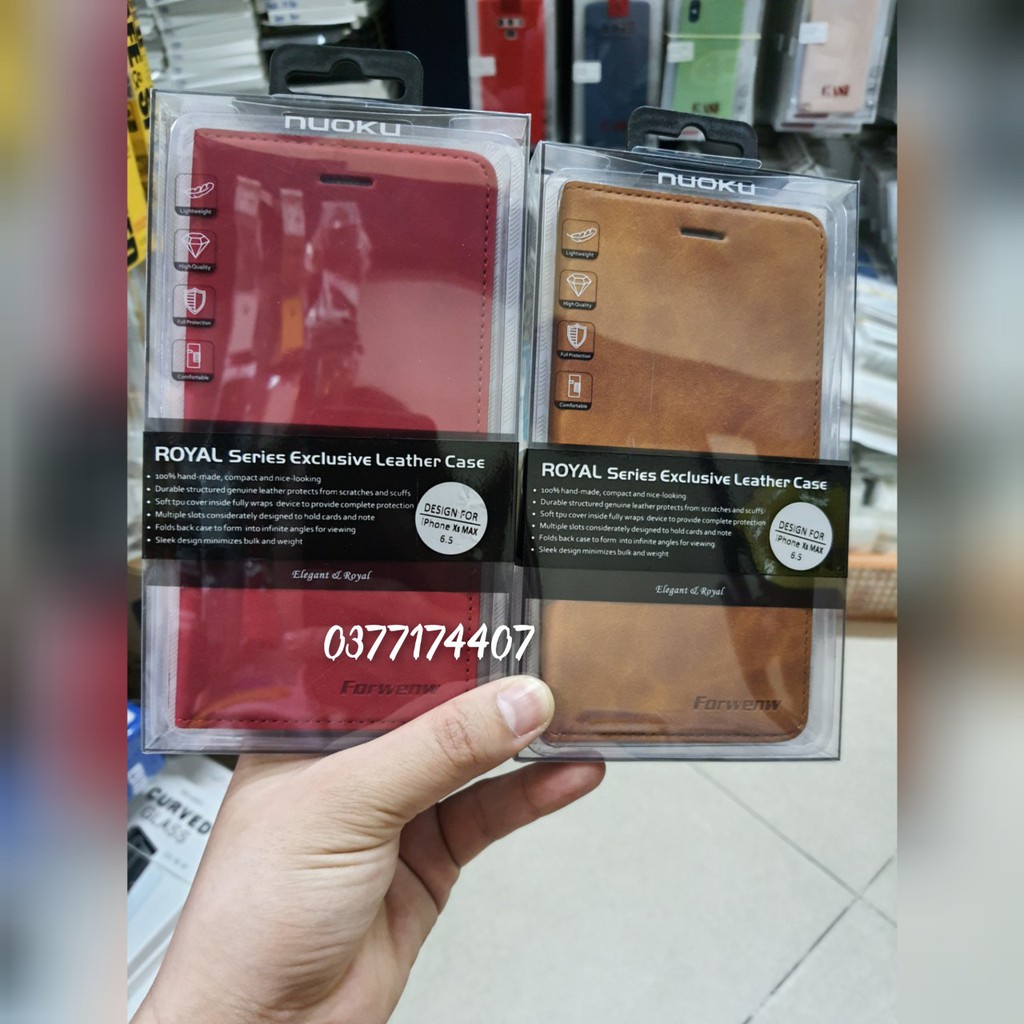 nuoku
Lightweight
High Quality
Full Protection
Comfortable
ROYAL Series Exclusive Leather Case
• 100% hand-made, compact and nice-looking
• Durable structured genuine leather protects from scratches and scuffs
• Soft tpu cover inside fully wraps device to provide complete protection
• Multiple slots considerately designed to hold cards and note
• Folds back case to form into infinite angles for viewing
• Sleek design minimizes bulk and weight
DESIGN FOR
iPhone Xs MAX
6.5
Elegant & Royal
Forwenw
nuoku
Lightweight
High Quality
Full Protection
Comfortable
ROYAL Series Exclusive Leather Case
• 100% hand-made, compact and nice-looking
• Durable structured genuine leather protects from scratches and scuffs
• Soft tpu cover inside fully wraps device to provide complete protection
• Multiple slots considerately designed to hold cards and note
• Folds back case to form into infinite angles for viewing
• Sleek design minimizes bulk and weight
DESIGN FOR
iPhone Xs MAX
6.5
Elegant & Royal
Forwenw
0377174407
CURVED
GLASS